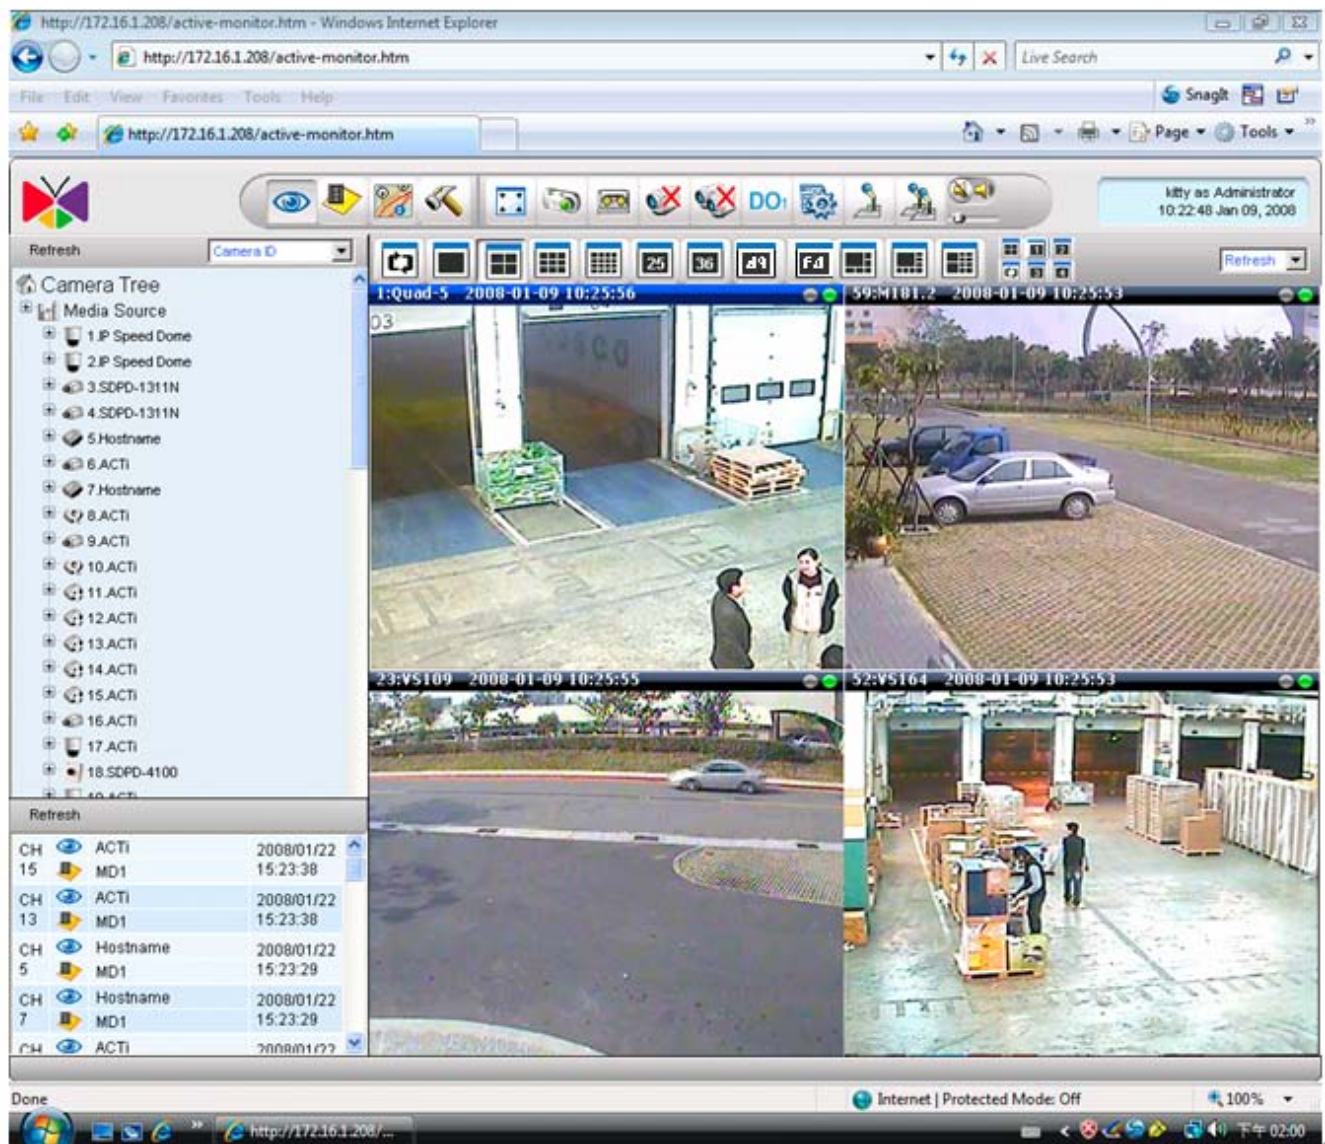 http://172.16.1.208/active-monitor.htm - Windows Internet Explorer
http://172.16.1.208/active-monitor.htm
Live Search
File Edit View Favorites Tools Help
SnagIt
http://172.16.1.208/active-monitor.htm
Page
Tools
DO
kitty as Administrator
10:22:48 Jan 09, 2008
Refresh
Camera ID
25
36
Refresh
Camera Tree
Media Source
1.IP Speed Dome
2.IP Speed Dome
3.SDPD-1311N
4.SDPD-1311N
5.Hostname
6.ACTi
7.Hostname
8.ACTi
9.ACTi
10.ACTi
11.ACTi
12.ACTi
13.ACTi
14.ACTi
15.ACTi
16.ACTi
17.ACTi
18.SDPD-4100
19.ACTi
1:Quad-5 2008-01-09 10:25:56
03
59:M181.2 2008-01-09 10:25:53
23:VS109 2008-01-09 10:25:55
52:VS164 2008-01-09 10:25:53
Refresh
CH 15 ACTi 2008/01/22
MD1 15:23:38
CH 13 ACTi 2008/01/22
MD1 15:23:38
CH 5 Hostname 2008/01/22
MD1 15:23:29
CH 7 Hostname 2008/01/22
MD1 15:23:29
CH ACTi 2008/01/22
Done
Internet | Protected Mode: Off
100%
http://172.16.1.208/...
下午 02:00